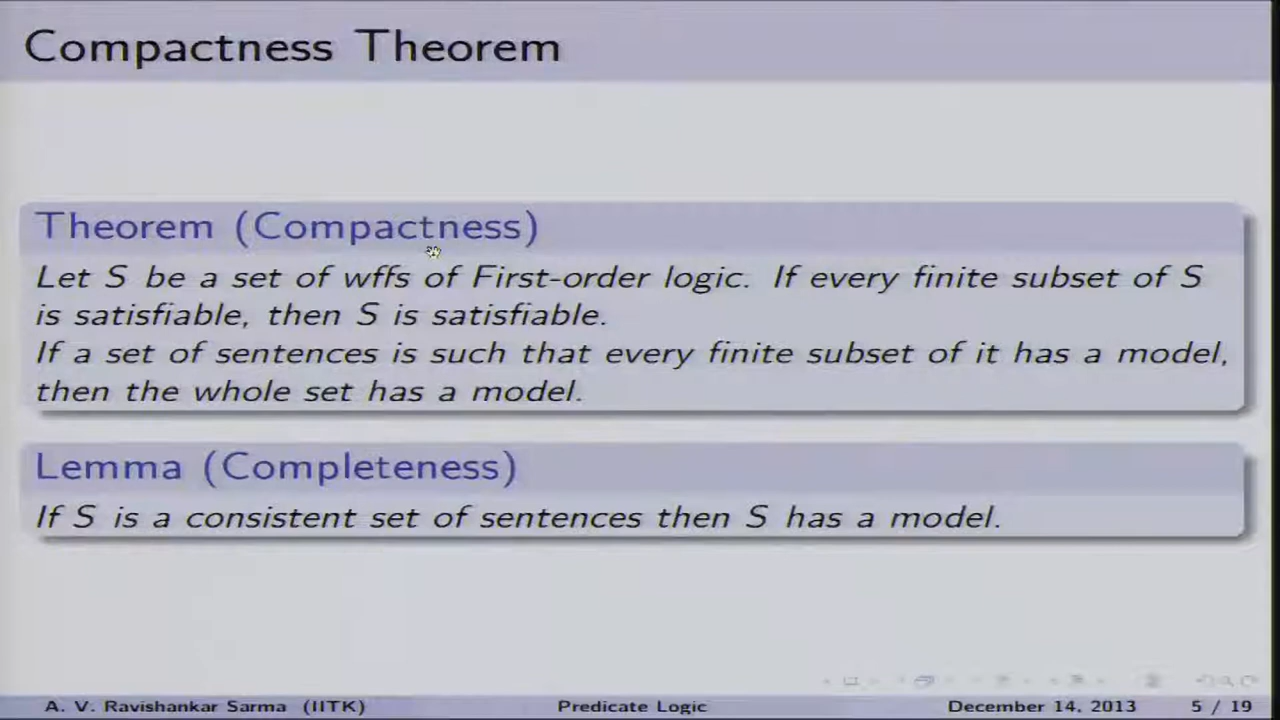 Compactness Theorem
Theorem (Compactness)
Let S be a set of wffs of First-order logic. If every finite subset of S
is satisfiable, then S is satisfiable.
If a set of sentences is such that every finite subset of it has a model,
then the whole set has a model.
Lemma (Completeness)
If S is a consistent set of sentences then S has a model.
A. V. Ravishankar Sarma (IITK) Predicate Logic December 14, 2013 5 / 19